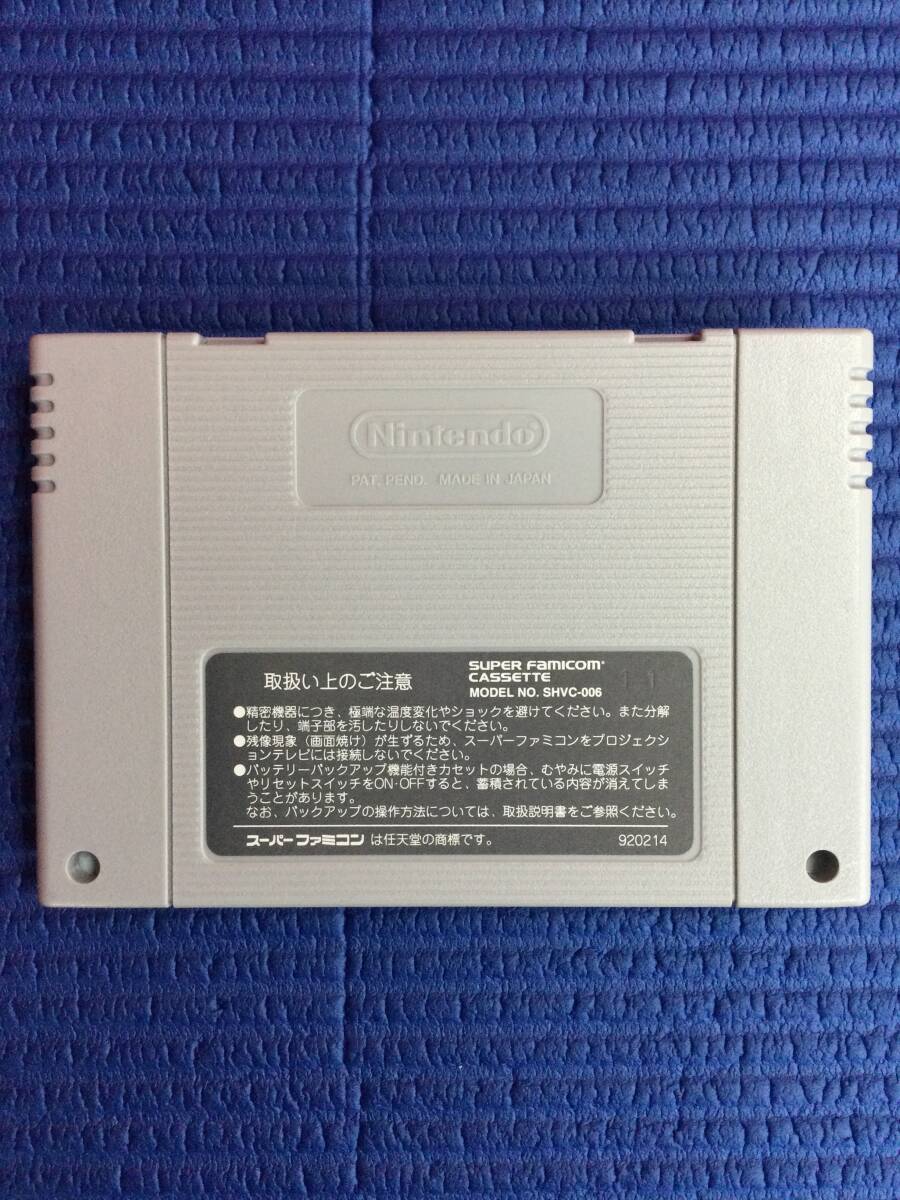 Nintendo
PAT. PEND. MADE IN JAPAN
取扱い上のご注意
SUPER FAMICOM
CASSETTE
MODEL NO. SHVC-006
11
●精密機器につき、極端な温度変化やショックを避けてください。また分解
したり、端子部を汚したりしないでください。
●残像現象（画面焼け）が生ずるため、スーパーファミコンをプロジェクシ
ョンテレビには接続しないでください。
●バッテリーバックアップ機能付きカセットの場合、むやみに電源スイッチ
やリセットスイッチをON・OFFすると、蓄積されている内容が消えてしま
うことがあります。
なお、バックアップの操作方法については、取扱説明書をご参照ください。
スーパーファミコンは任天堂の商標です。
920214